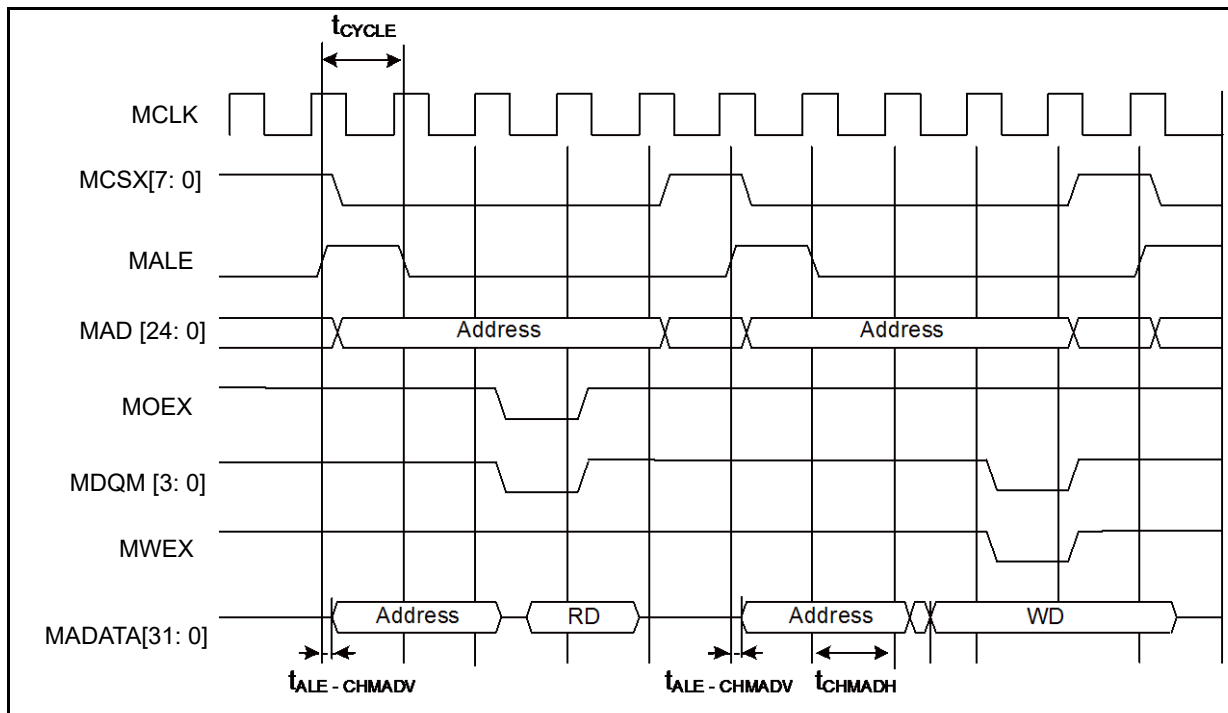 tCYCLE
MCLK
MCSX[7: 0]
MALE
MAD [24: 0]
Address
Address
MOEX
MDQM [3: 0]
MWEX
MADATA[31: 0]
Address
RD
Address
WD
tALE - CHMADV
tALE - CHMADV
tCHMADH